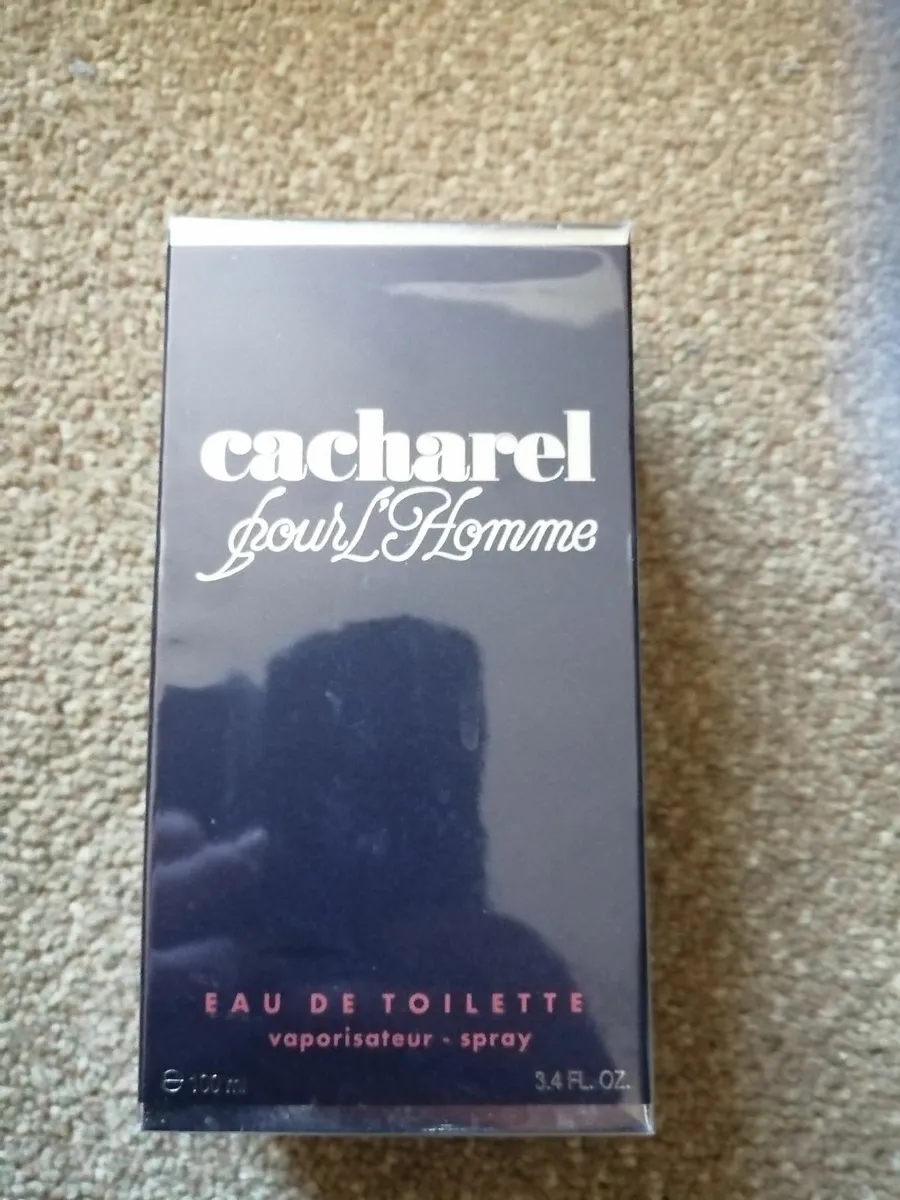 cacharel
pour L'Homme
EAU DE TOILETTE
vaporisateur - spray
℮ 100 ml
3.4 FL. OZ.